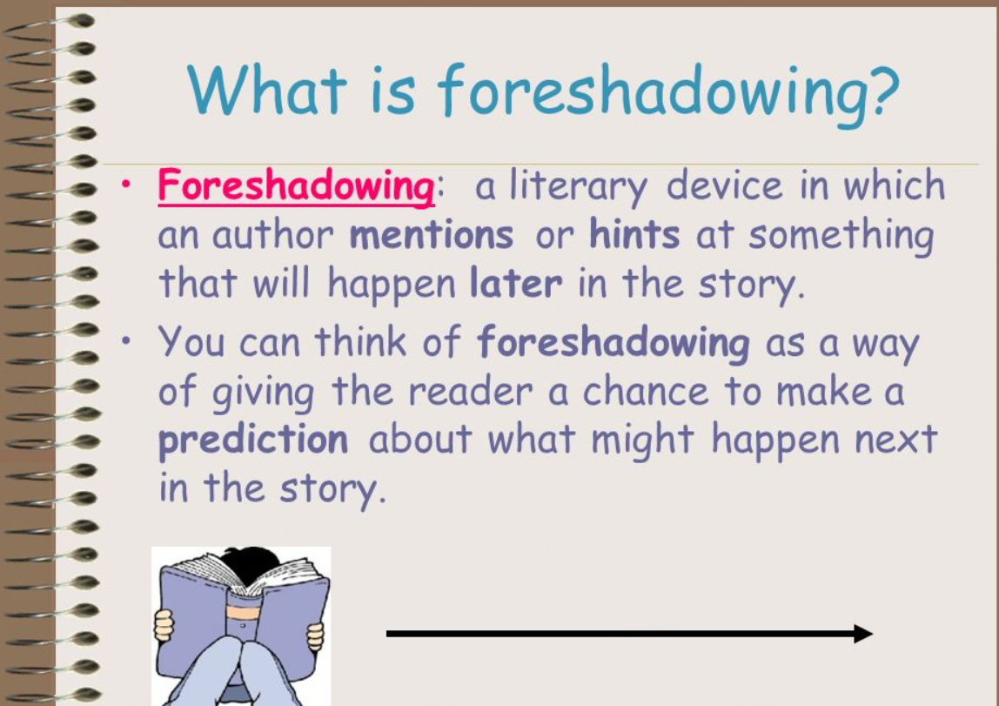 What is foreshadowing?
• Foreshadowing: a literary device in which
an author mentions or hints at something
that will happen later in the story.
• You can think of foreshadowing as a way
of giving the reader a chance to make a
prediction about what might happen next
in the story.